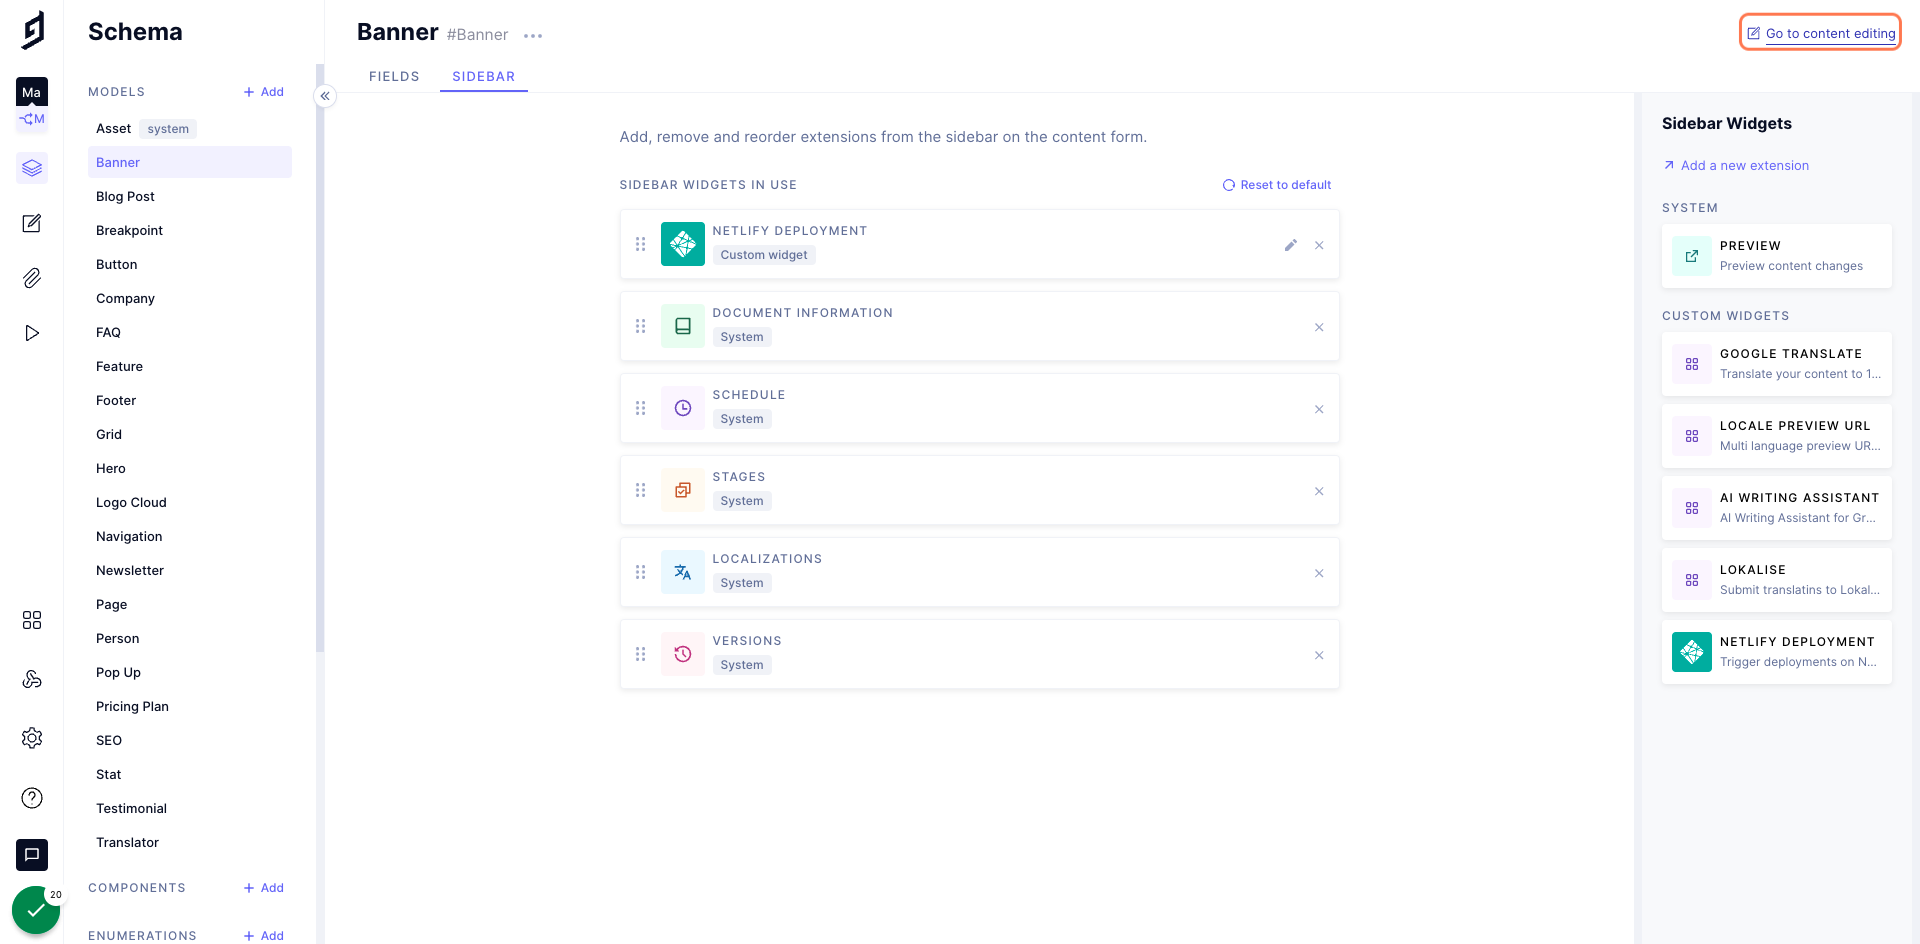 Schema
Banner #Banner
Go to content editing
FIELDS SIDEBAR
Ma
M
MODELS
Add
Asset system
Banner
Blog Post
Breakpoint
Button
Company
FAQ
Feature
Footer
Grid
Hero
Logo Cloud
Navigation
Newsletter
Page
Person
Pop Up
Pricing Plan
SEO
Stat
Testimonial
Translator
COMPONENTS
Add
ENUMERATIONS
Add
20
Add, remove and reorder extensions from the sidebar on the content form.
SIDEBAR WIDGETS IN USE
Reset to default
NETLIFY DEPLOYMENT
Custom widget
DOCUMENT INFORMATION
System
SCHEDULE
System
STAGES
System
LOCALIZATIONS
System
VERSIONS
System
Sidebar Widgets
Add a new extension
SYSTEM
PREVIEW
Preview content changes
CUSTOM WIDGETS
GOOGLE TRANSLATE
Translate your content to 1...
LOCALE PREVIEW URL
Multi language preview UR...
AI WRITING ASSISTANT
AI Writing Assistant for Gr...
LOKALISE
Submit translatins to Lokal...
NETLIFY DEPLOYMENT
Trigger deployments on N...